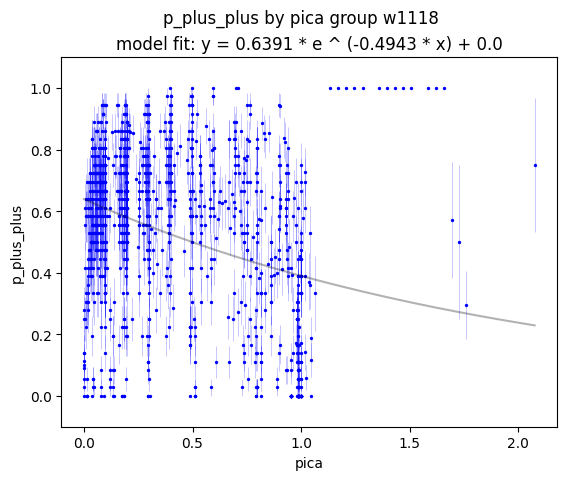 p_plus_plus by pica group w1118
model fit: y = 0.6391 * e ^ (-0.4943 * x) + 0.0
1.0
0.8
0.6
0.4
0.2
0.0
p_plus_plus
0.0 0.5 1.0 1.5 2.0
pica